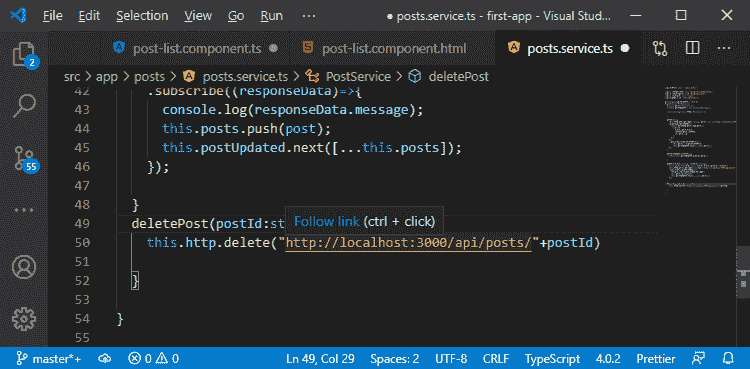 File Edit Selection View Go Run ··· posts.service.ts - first-app - Visual Stud...
post-list.component.ts post-list.component.html posts.service.ts
src > app > posts > posts.service.ts > PostService > deletePost
42 .subscribe((responseData)=>{
43 console.log(responseData.message);
44 this.posts.push(post);
45 this.postUpdated.next([...this.posts]);
46 });
47
48 }
Follow link (ctrl + click)
49 deletePost(postId:st
50 this.http.delete("http://localhost:3000/api/posts/"+postId)
51
52 }
53
54 }
55
2
55
master*+ 0 0 Ln 49, Col 29 Spaces: 2 UTF-8 CRLF TypeScript 4.0.2 Prettier